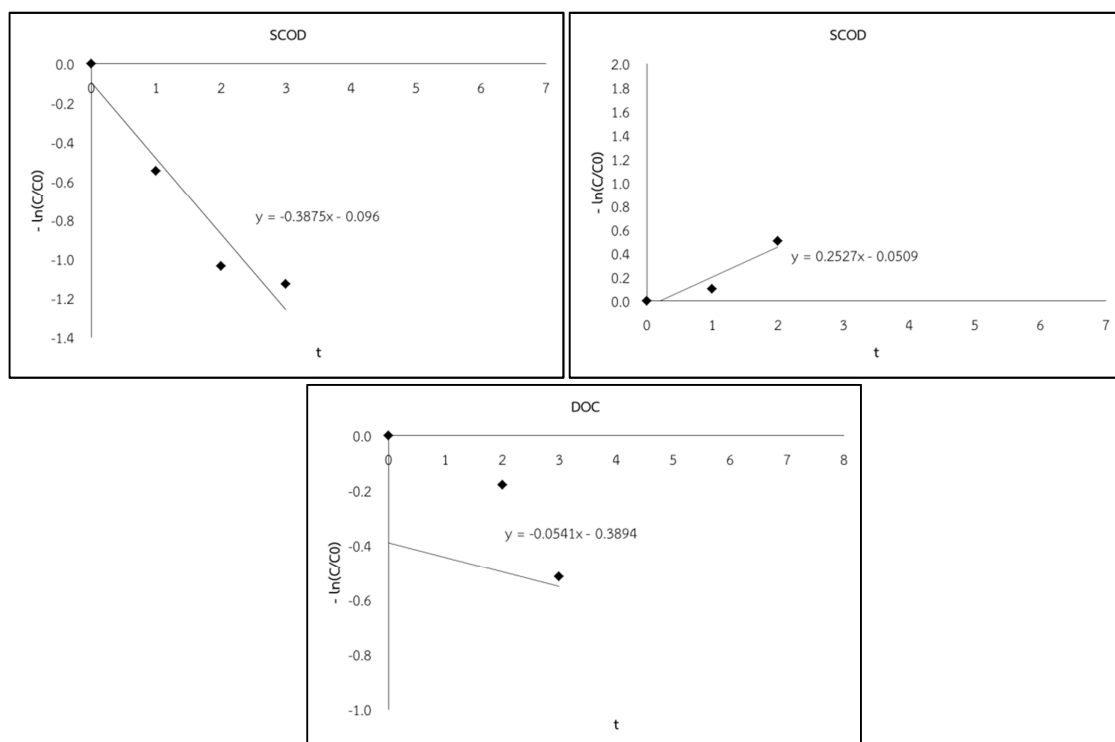 SCOD
0.0
0 1 2 3 4 5 6 7
-0.2
-0.4
-0.6
-0.8
-1.0
-1.2
-1.4
- ln(C/C0)
y = -0.3875x - 0.096
t
SCOD
2.0
1.8
1.6
1.4
1.2
1.0
0.8
0.6
0.4
0.2
0.0
- ln(C/C0)
y = 0.2527x - 0.0509
0 1 2 3 4 5 6 7
t
DOC
0.0
0 1 2 3 4 5 6 7 8
-0.2
-0.4
-0.6
-0.8
-1.0
- ln(C/C0)
y = -0.0541x - 0.3894
t